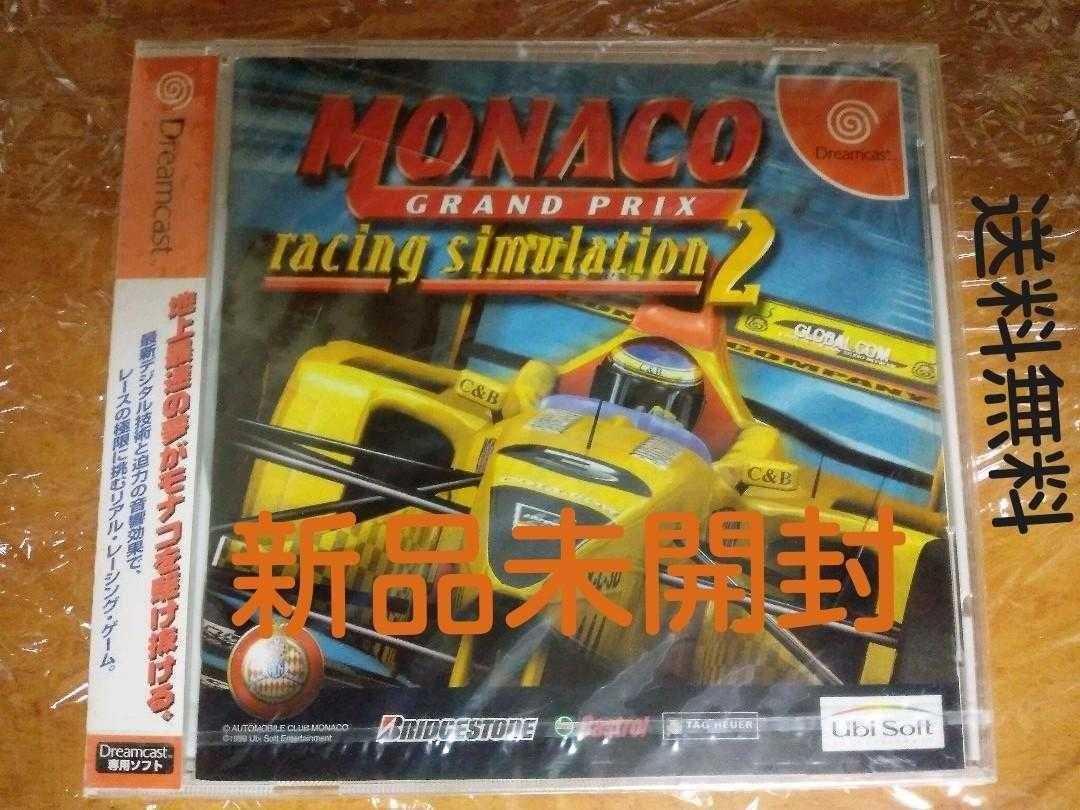 Dreamcast
地上最速の夢がモナコを駆け抜ける。
最新デジタル技術と迫力の音響効果で、
レースの極限に挑むリアル・レーシング・ゲーム。
Dreamcast
専用ソフト
MONACO
GRAND PRIX
racing simulation 2
Dreamcast
GLOBAL COM
COMPANY
C&B
C&B
C&B
新品未開封
送料無料
© AUTOMOBILE CLUB MONACO
©1999 Ubi Soft Entertainment
BRIDGESTONE
Castrol
TAG HEUER
Ubi Soft